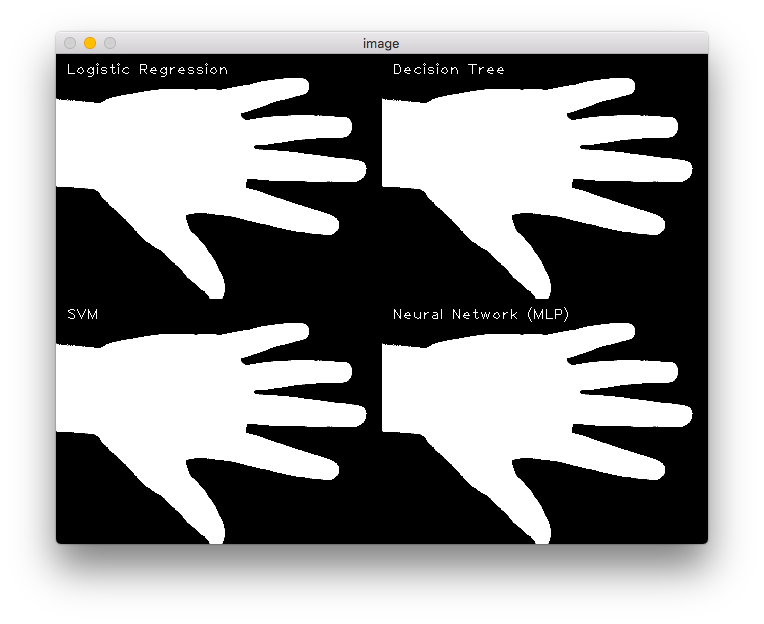 image
Logistic Regression
Decision Tree
SVM
Neural Network (MLP)